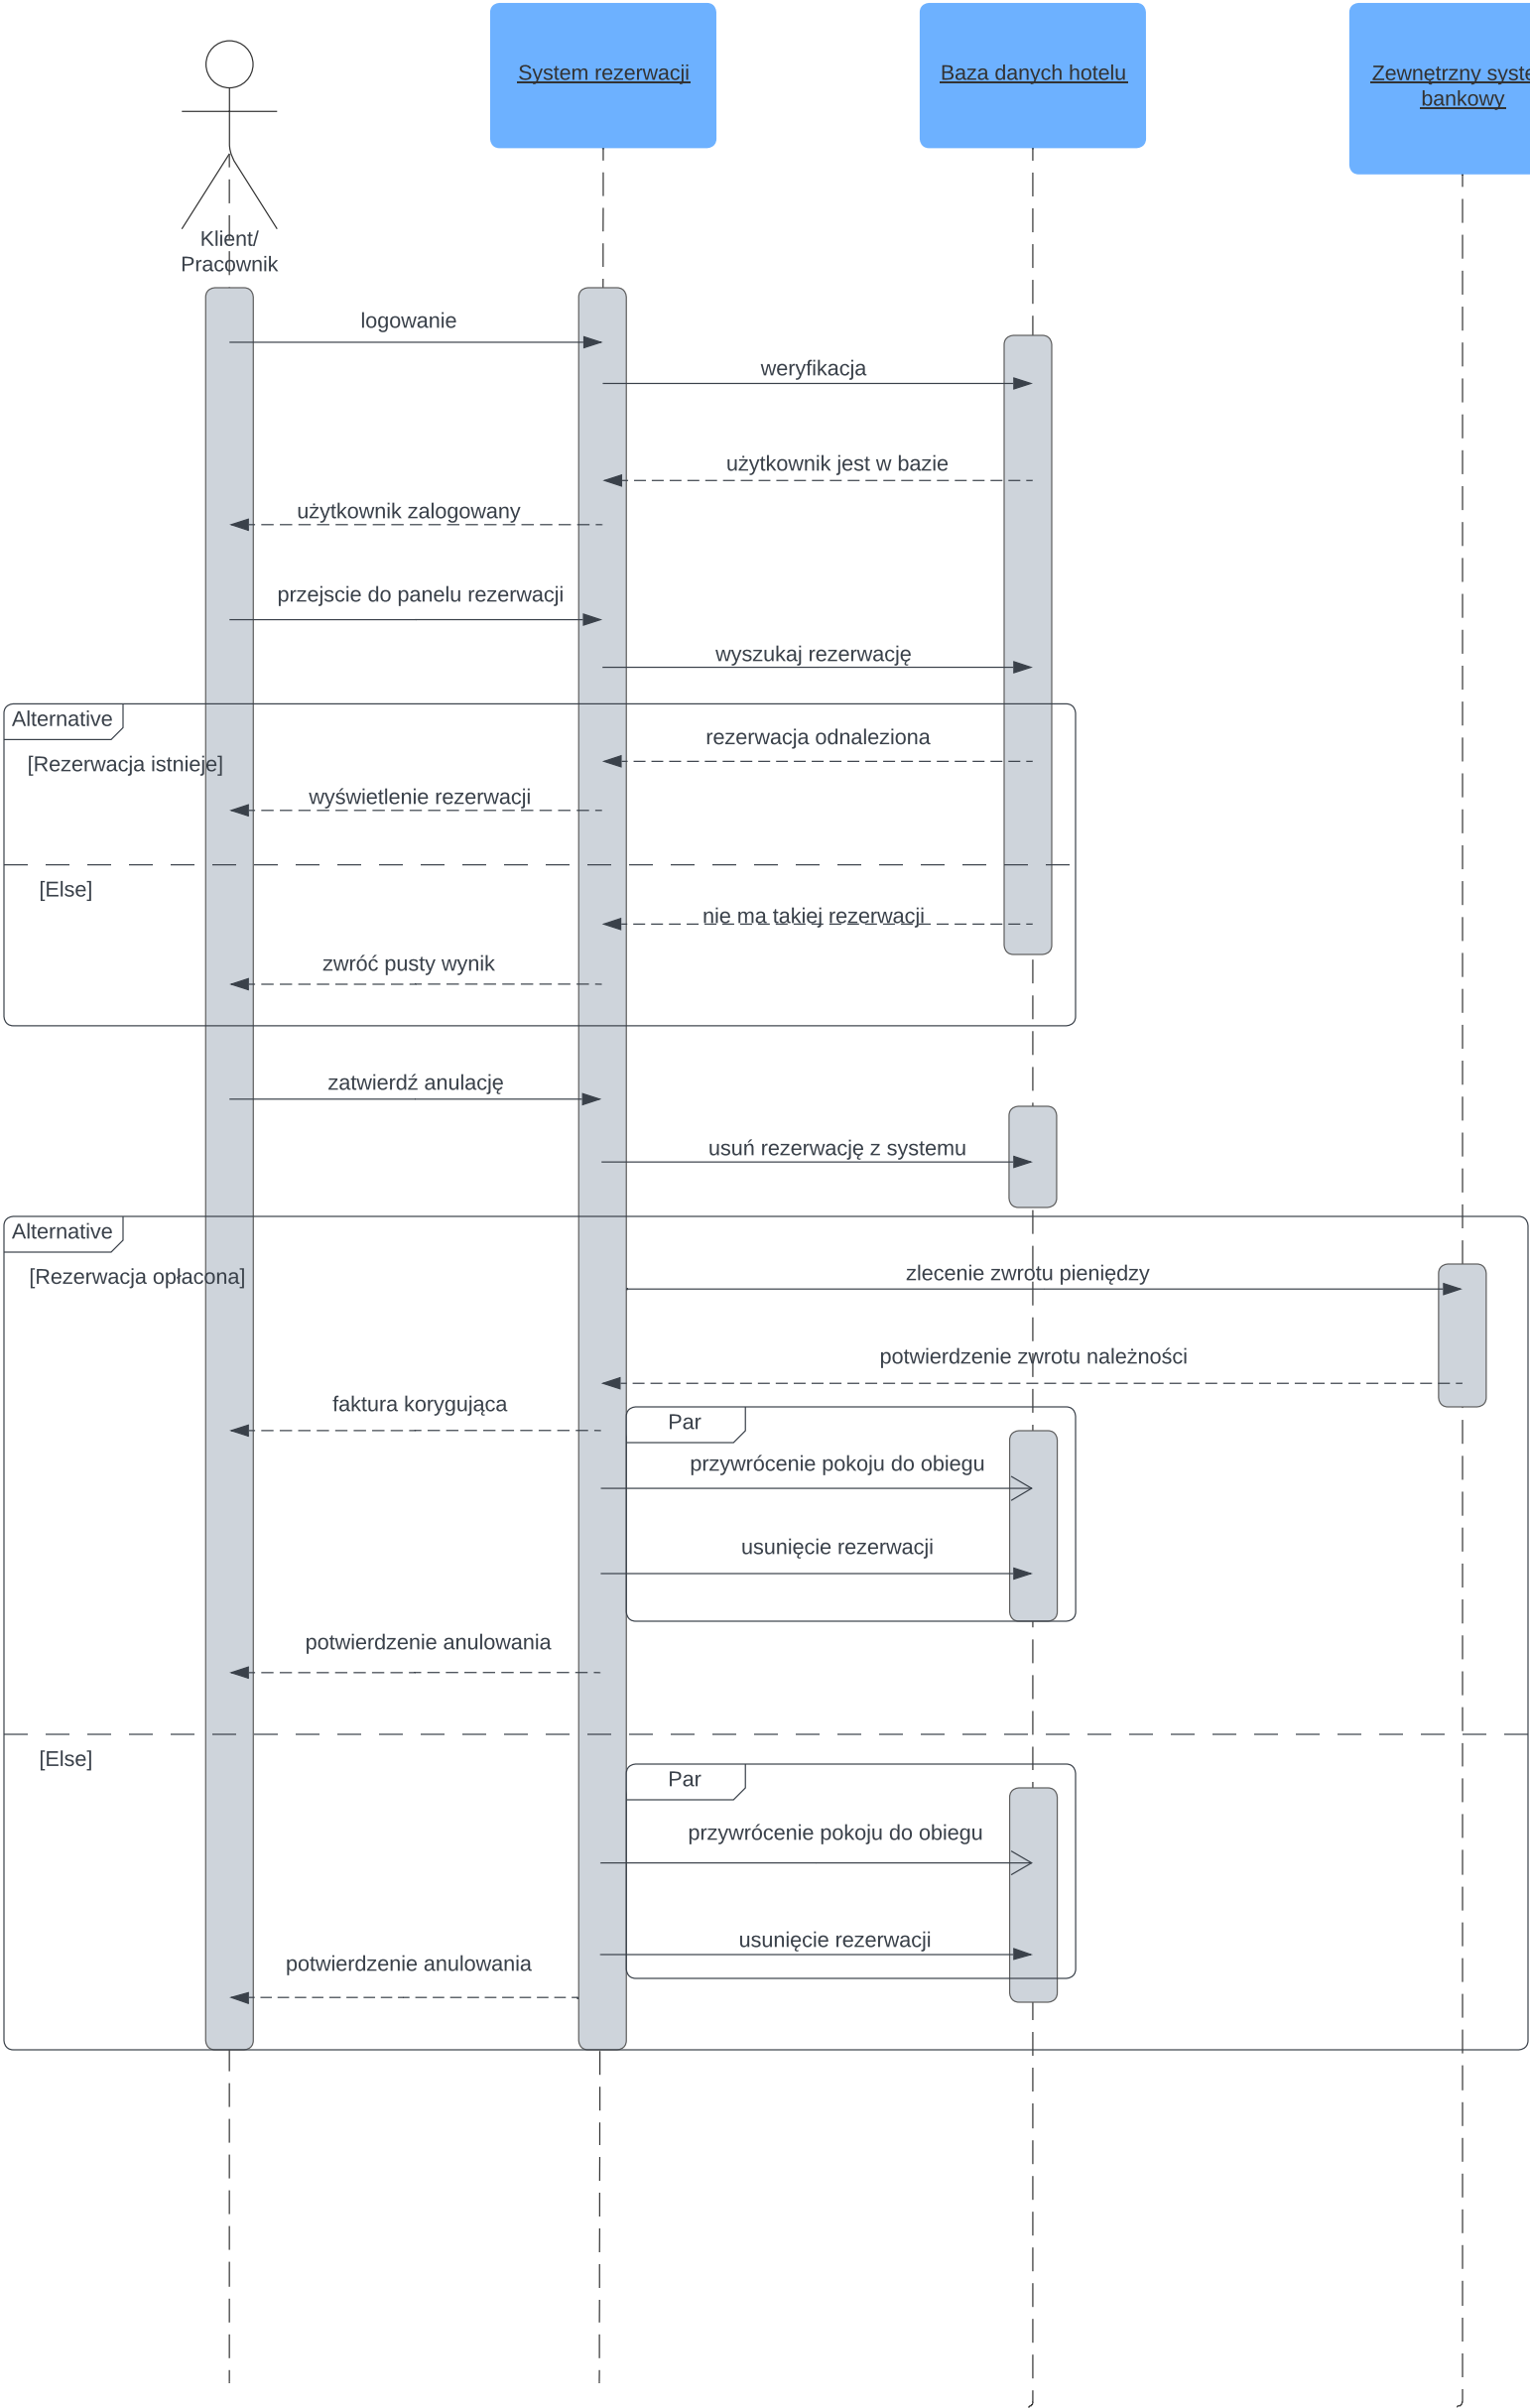 System rezerwacji
Baza danych hotelu
Zewnętrzny syste
bankowy
Klient/
Pracownik
logowanie
weryfikacja
użytkownik jest w bazie
użytkownik zalogowany
przejscie do panelu rezerwacji
wyszukaj rezerwację
Alternative
rezerwacja odnaleziona
[Rezerwacja istnieje]
wyświetlenie rezerwacji
[Else]
nie ma takiej rezerwacji
zwróć pusty wynik
zatwierdź anulację
usuń rezerwację z systemu
Alternative
[Rezerwacja opłacona]
zlecenie zwrotu pieniędzy
potwierdzenie zwrotu należności
faktura korygująca
Par
przywrócenie pokoju do obiegu
usunięcie rezerwacji
potwierdzenie anulowania
[Else]
Par
przywrócenie pokoju do obiegu
usunięcie rezerwacji
potwierdzenie anulowania